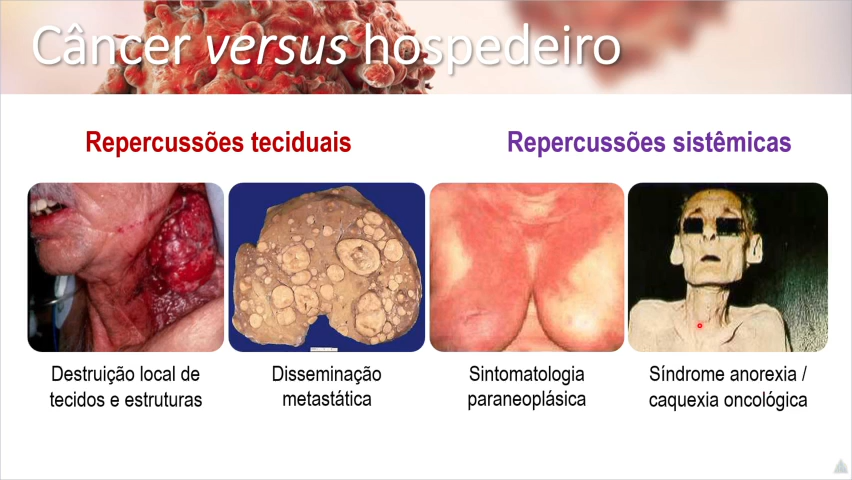 Câncer versus hospedeiro
Repercussões teciduais
Repercussões sistêmicas
Destruição local de
tecidos e estruturas
Disseminação
metastática
Sintomatologia
paraneoplásica
Síndrome anorexia /
caquexia oncológica